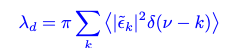 λ_d = π ∑_k ⟨|ε̃_k|² δ(ν − k)⟩